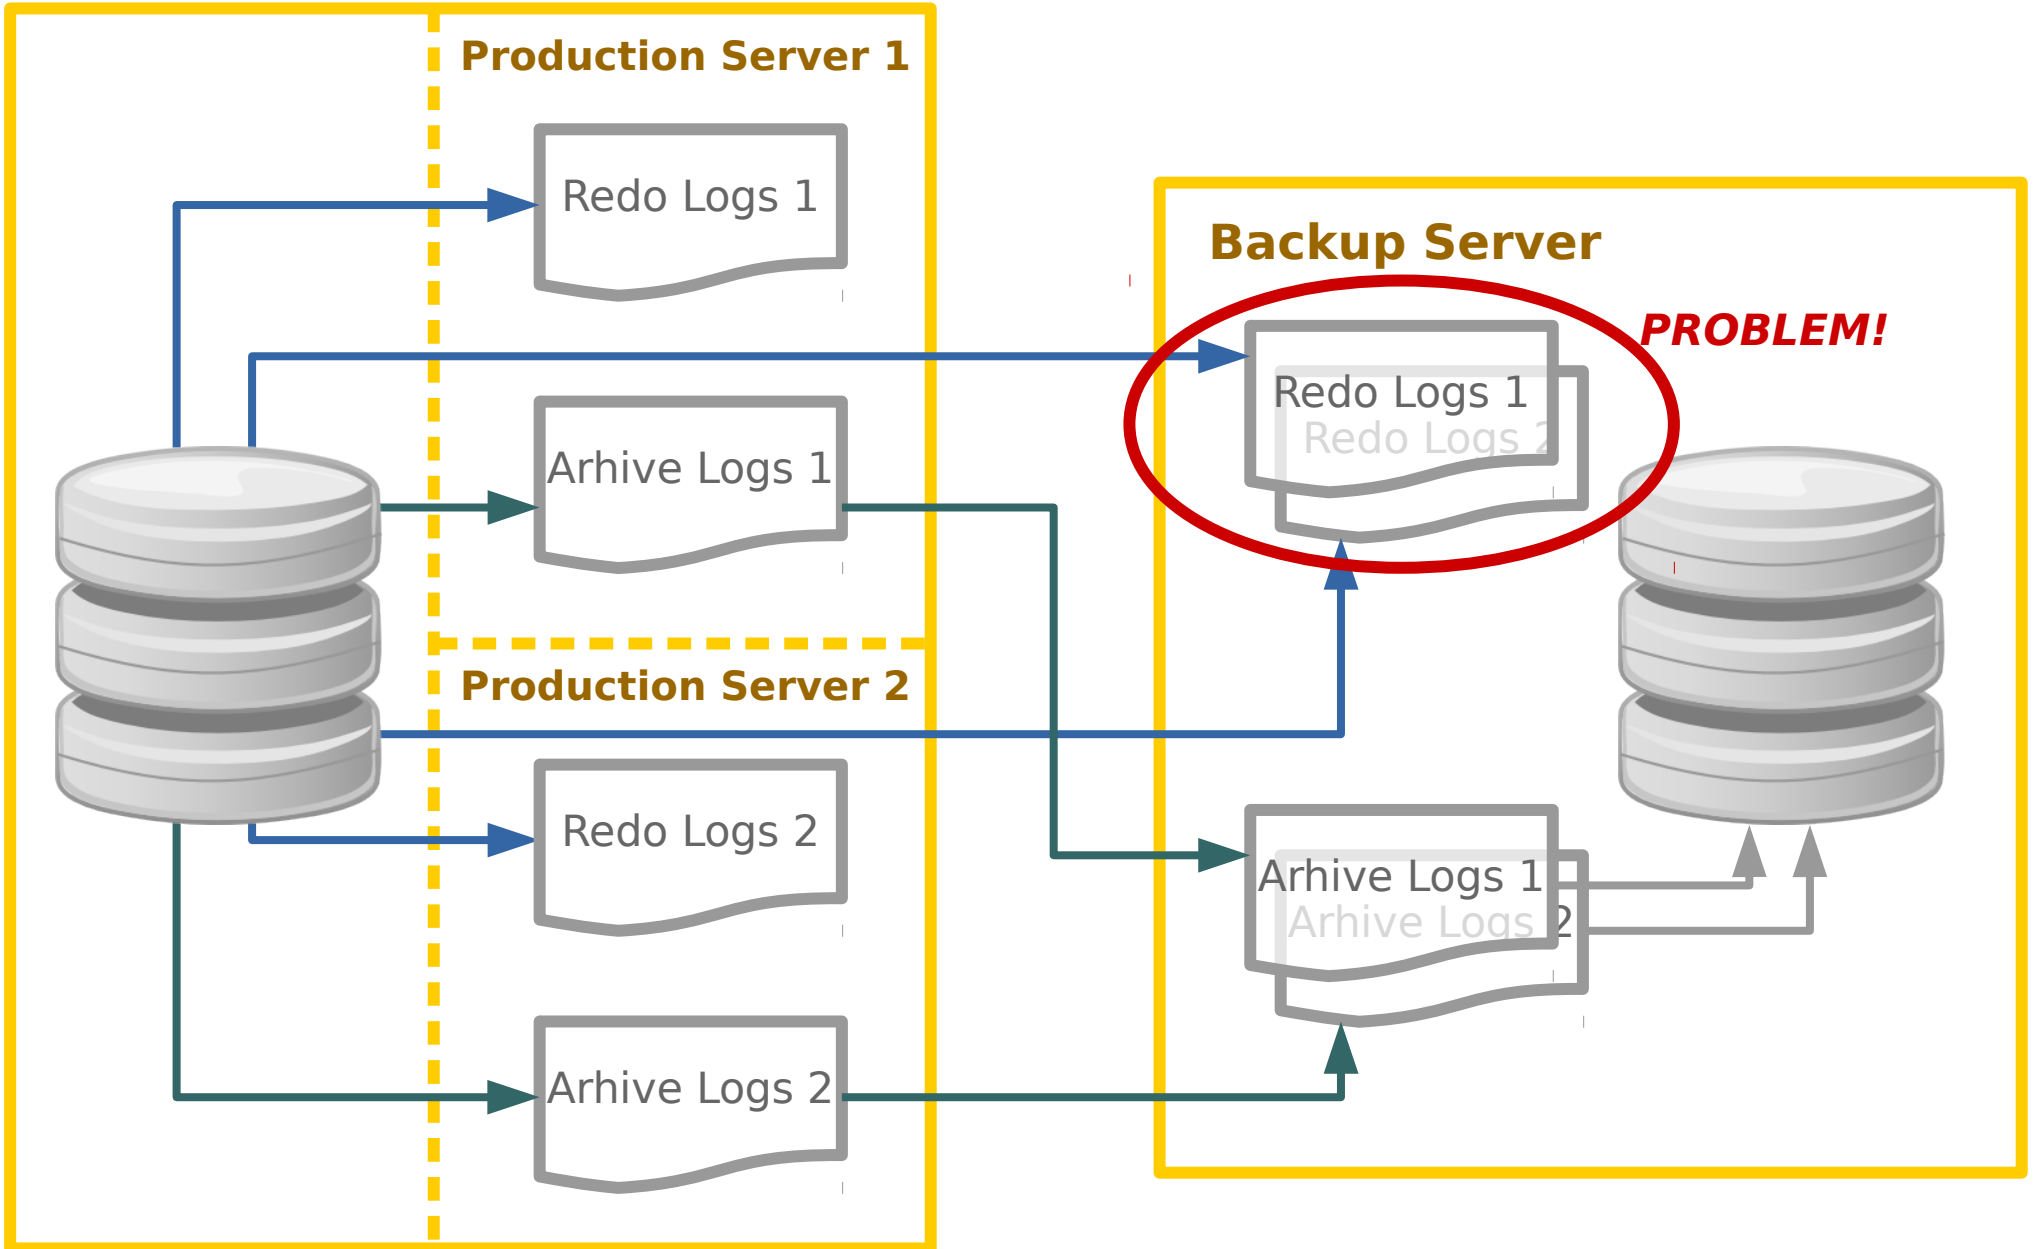 Production Server 1
Redo Logs 1
Arhive Logs 1
Production Server 2
Redo Logs 2
Arhive Logs 2
Backup Server
PROBLEM!
Redo Logs 1
Redo Logs 2
Arhive Logs 1
Arhive Logs 2